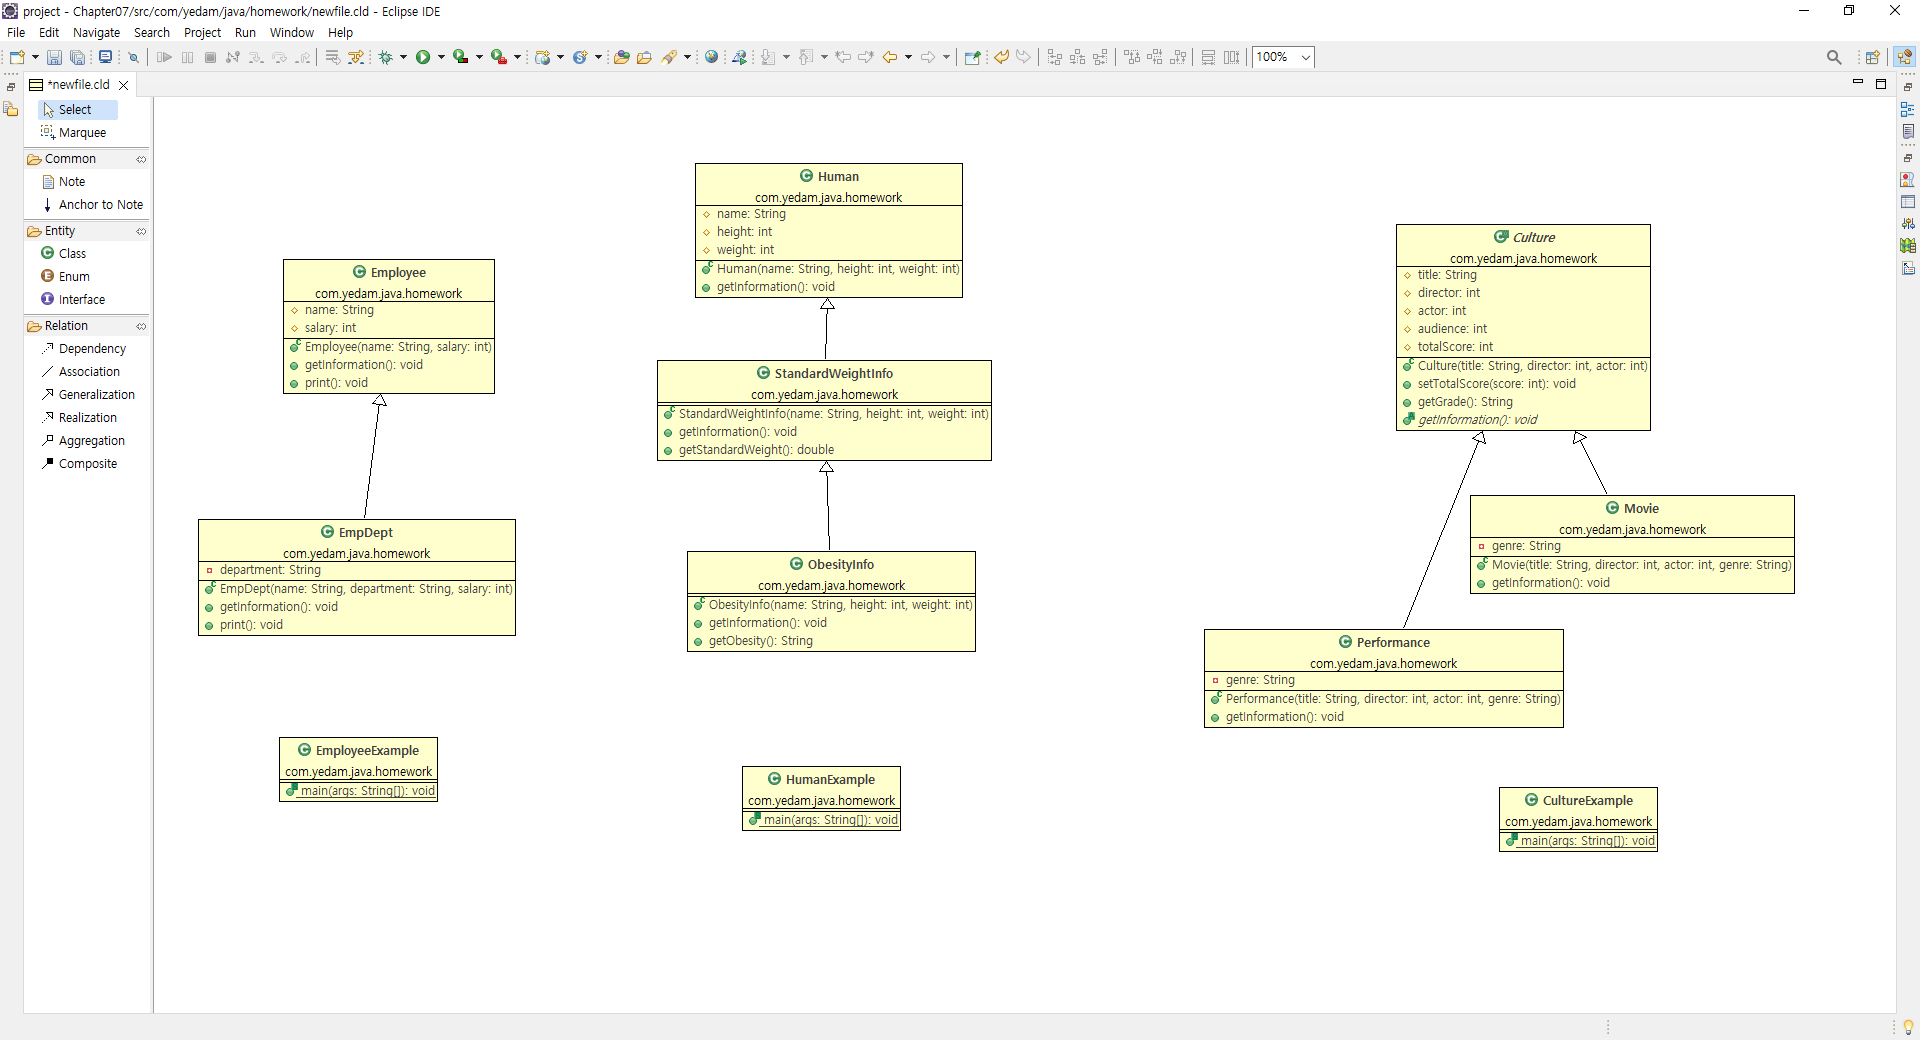 project - Chapter07/src/com/yedam/java/homework/newfile.cld - Eclipse IDE
File Edit Navigate Search Project Run Window Help
100%
*newfile.cld
Select
Marquee
Common
Note
Anchor to Note
Entity
Class
Enum
Interface
Relation
Dependency
Association
Generalization
Realization
Aggregation
Composite
Employee
com.yedam.java.homework
name: String
salary: int
Employee(name: String, salary: int)
getInformation(): void
print(): void
EmpDept
com.yedam.java.homework
department: String
EmpDept(name: String, department: String, salary: int)
getInformation(): void
print(): void
EmployeeExample
com.yedam.java.homework
main(args: String[]): void
Human
com.yedam.java.homework
name: String
height: int
weight: int
Human(name: String, height: int, weight: int)
getInformation(): void
StandardWeightInfo
com.yedam.java.homework
StandardWeightInfo(name: String, height: int, weight: int)
getInformation(): void
getStandardWeight(): double
ObesityInfo
com.yedam.java.homework
ObesityInfo(name: String, height: int, weight: int)
getInformation(): void
getObesity(): String
HumanExample
com.yedam.java.homework
main(args: String[]): void
Culture
com.yedam.java.homework
title: String
director: int
actor: int
audience: int
totalScore: int
Culture(title: String, director: int, actor: int)
setTotalScore(score: int): void
getGrade(): String
getInformation(): void
Movie
com.yedam.java.homework
genre: String
Movie(title: String, director: int, actor: int, genre: String)
getInformation(): void
Performance
com.yedam.java.homework
genre: String
Performance(title: String, director: int, actor: int, genre: String)
getInformation(): void
CultureExample
com.yedam.java.homework
main(args: String[]): void